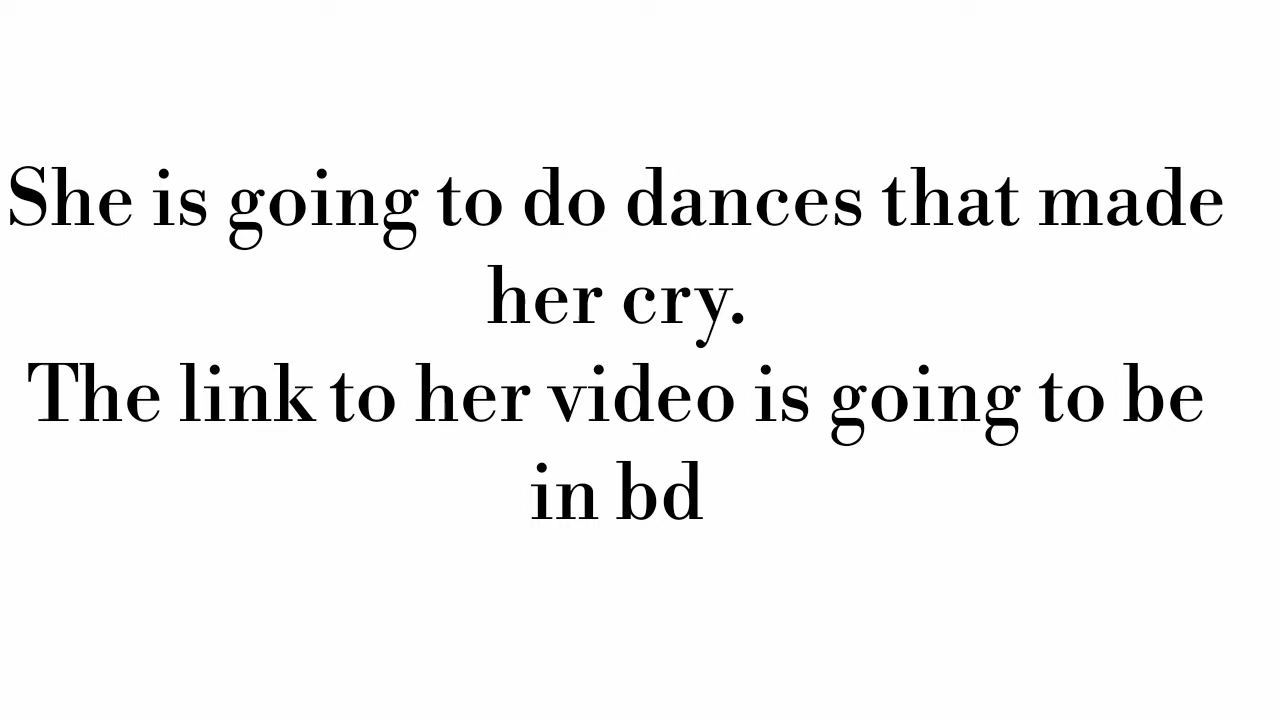 She is going to do dances that made
her cry.
The link to her video is going to be
in bd